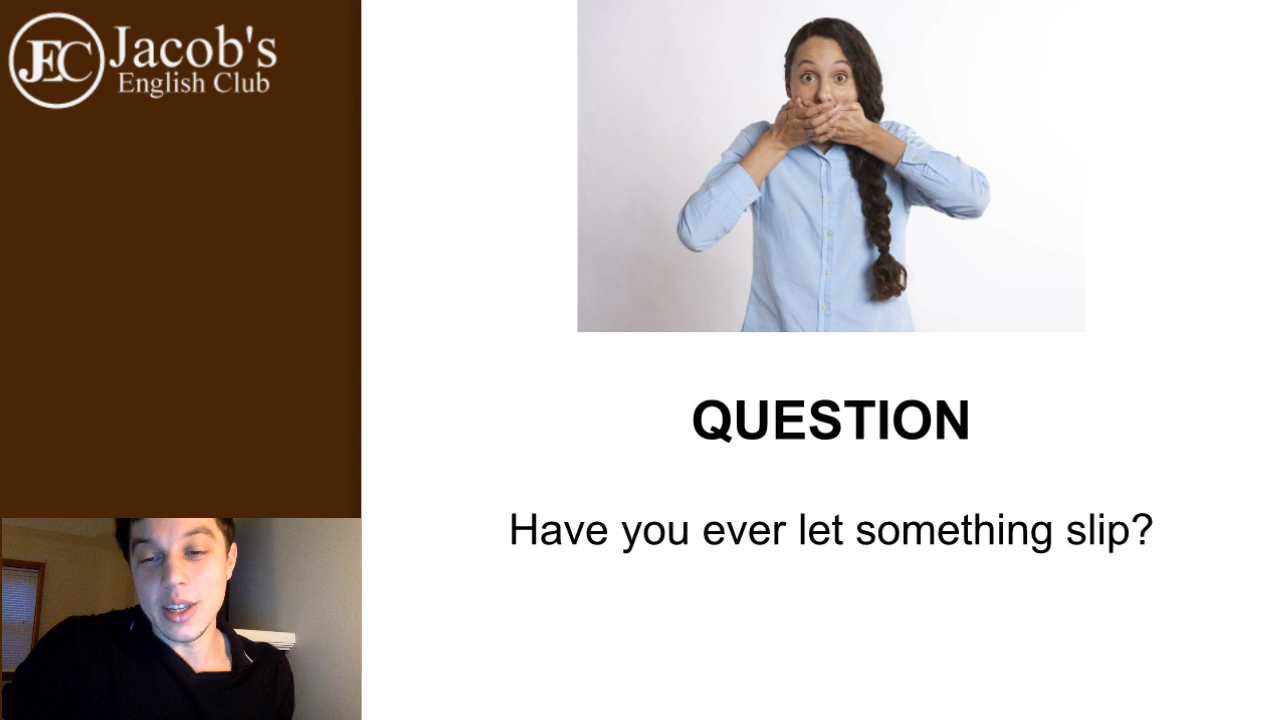 JEC
Jacob's
English Club
QUESTION
Have you ever let something slip?